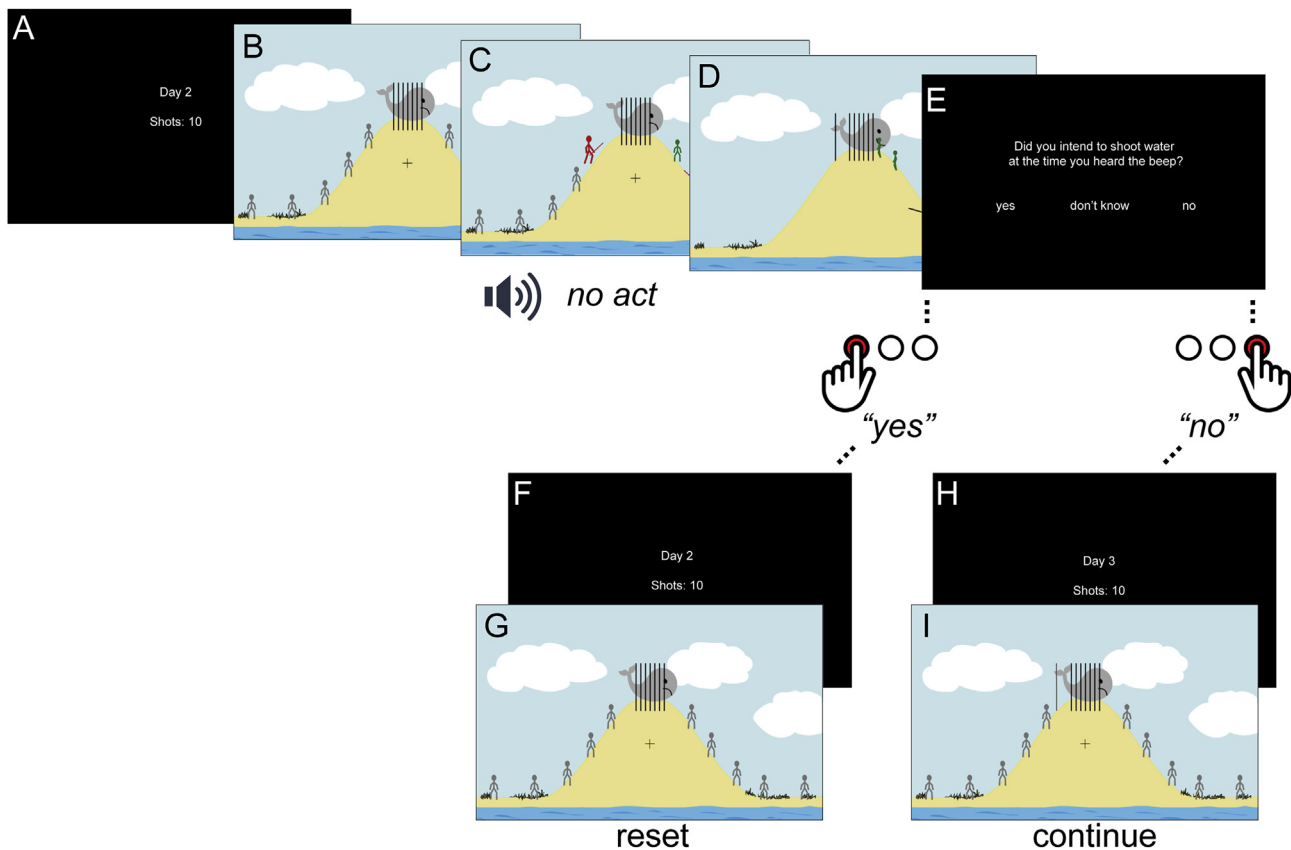 A
Day 2
Shots: 10
B
C
D
E
Did you intend to shoot water
at the time you heard the beep?
yes don't know no
no act
“yes” “no”
F
Day 2
Shots: 10
H
Day 3
Shots: 10
G
I
reset
continue